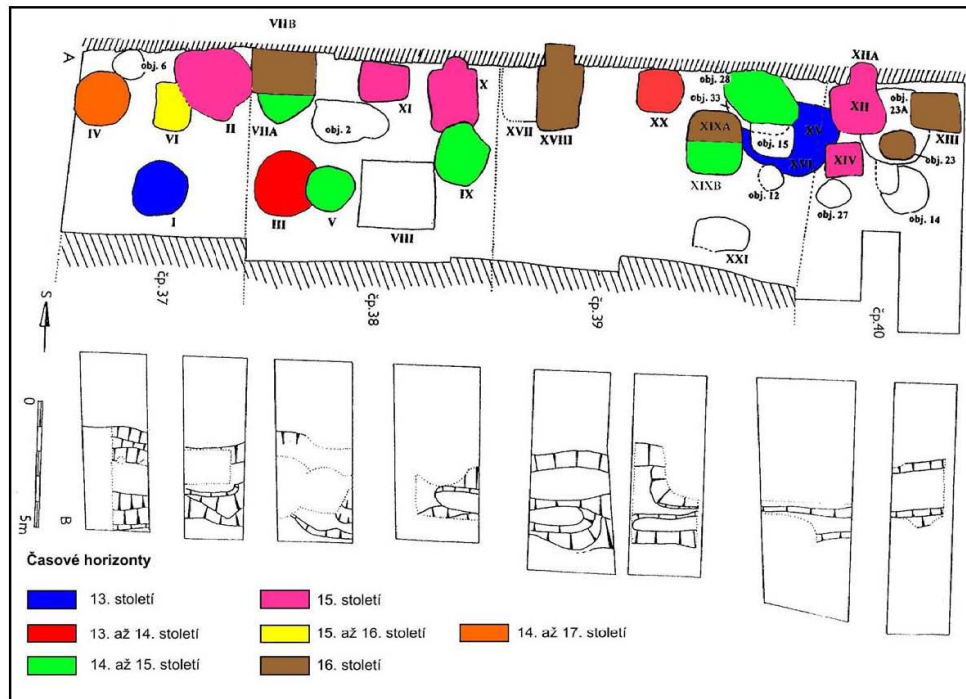 VIIB
A
obj. 6
IV
VI
II
VIIA
obj. 2
XI
X
XVII
XVIII
XX
obj. 28
obj. 33
XIXA
XIXB
obj. 15
XV
XVI
obj. 12
XIIA
XII
obj. 23A
XIII
obj. 23
XIV
obj. 27
obj. 14
I
III
V
VIII
IX
XXI
čp.37
čp.38
čp.39
čp.40
S
0
5m
B
Časové horizonty
13. století
15. století
13. až 14. století
15. až 16. století
14. až 17. století
14. až 15. století
16. století